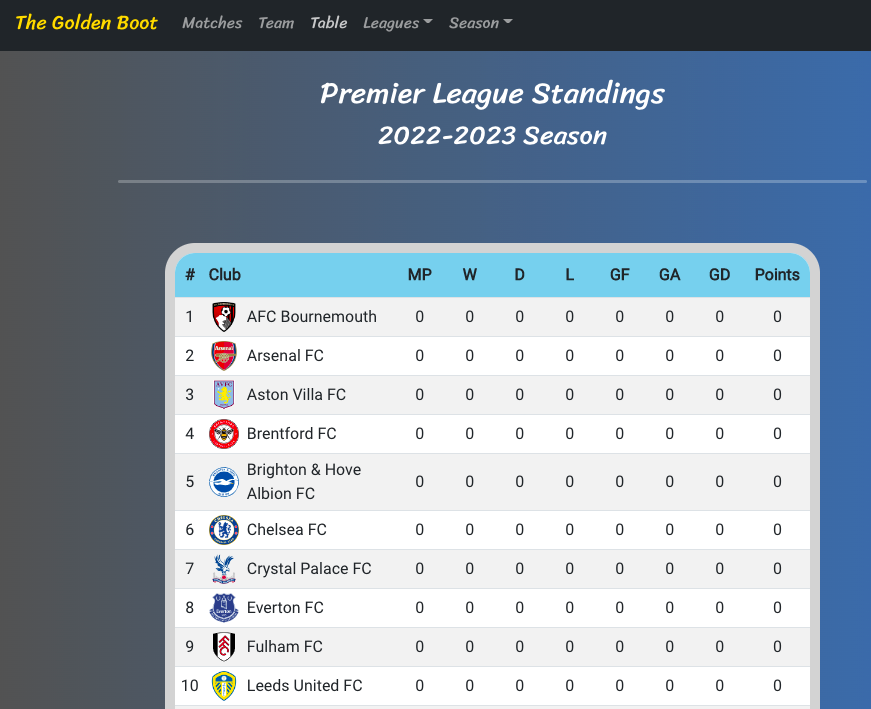 The Golden Boot Matches Team Table Leagues Season
Premier League Standings
2022-2023 Season
# Club MP W D L GF GA GD Points
1 AFC Bournemouth 0 0 0 0 0 0 0 0
2 Arsenal FC 0 0 0 0 0 0 0 0
3 Aston Villa FC 0 0 0 0 0 0 0 0
4 Brentford FC 0 0 0 0 0 0 0 0
5 Brighton & Hove
Albion FC 0 0 0 0 0 0 0 0
6 Chelsea FC 0 0 0 0 0 0 0 0
7 Crystal Palace FC 0 0 0 0 0 0 0 0
8 Everton FC 0 0 0 0 0 0 0 0
9 Fulham FC 0 0 0 0 0 0 0 0
10 Leeds United FC 0 0 0 0 0 0 0 0